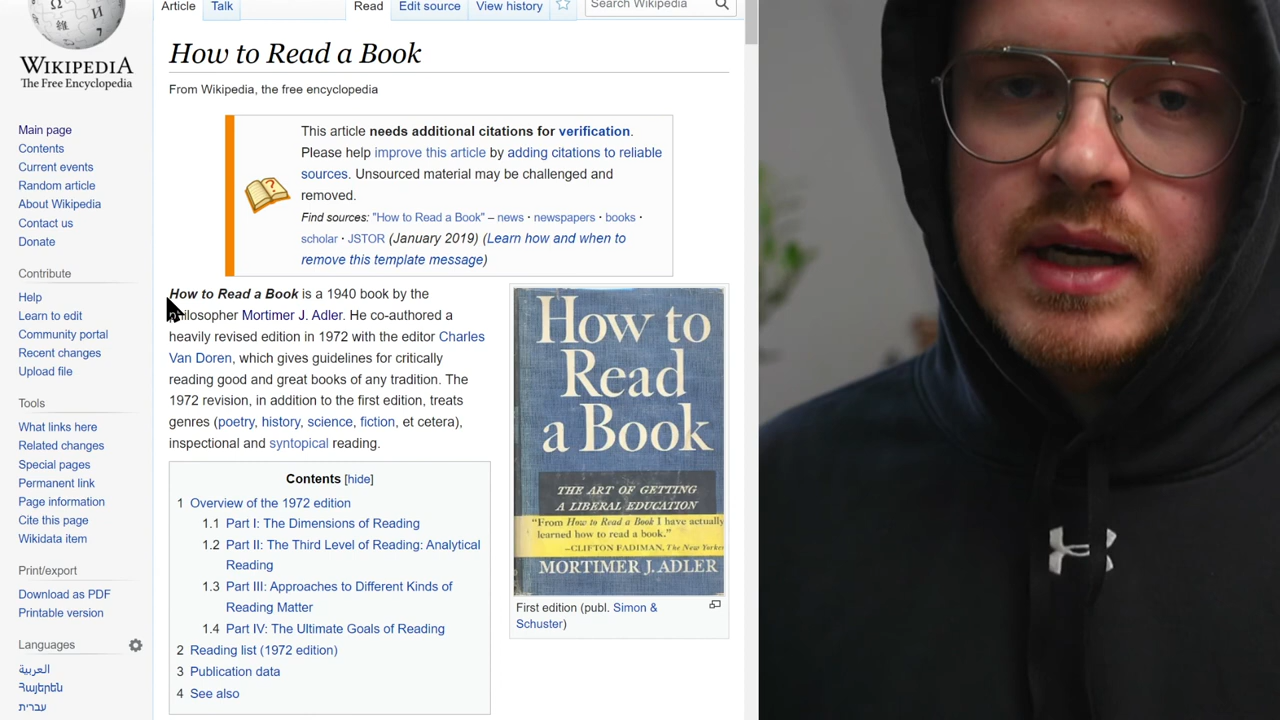 Article Talk Read Edit source View history Search Wikipedia
WIKIPEDIA
The Free Encyclopedia
Main page
Contents
Current events
Random article
About Wikipedia
Contact us
Donate
Contribute
Help
Learn to edit
Community portal
Recent changes
Upload file
Tools
What links here
Related changes
Special pages
Permanent link
Page information
Cite this page
Wikidata item
Print/export
Download as PDF
Printable version
Languages
العربية
Հայերեն
עברית
How to Read a Book
From Wikipedia, the free encyclopedia
This article needs additional citations for verification.
Please help improve this article by adding citations to reliable
sources. Unsourced material may be challenged and
removed.
Find sources: "How to Read a Book" – news · newspapers · books ·
scholar · JSTOR (January 2019) (Learn how and when to
remove this template message)
How to Read a Book is a 1940 book by the
philosopher Mortimer J. Adler. He co-authored a
heavily revised edition in 1972 with the editor Charles
Van Doren, which gives guidelines for critically
reading good and great books of any tradition. The
1972 revision, in addition to the first edition, treats
genres (poetry, history, science, fiction, et cetera),
inspectional and syntopical reading.
Contents [hide]
1 Overview of the 1972 edition
1.1 Part I: The Dimensions of Reading
1.2 Part II: The Third Level of Reading: Analytical
Reading
1.3 Part III: Approaches to Different Kinds of
Reading Matter
1.4 Part IV: The Ultimate Goals of Reading
2 Reading list (1972 edition)
3 Publication data
4 See also
How to
Read
a Book
THE ART OF GETTING
A LIBERAL EDUCATION
"From How to Read a Book I have actually
learned how to read a book."
—CLIFTON FADIMAN, The New Yorker
MORTIMER J. ADLER
First edition (publ. Simon &
Schuster)